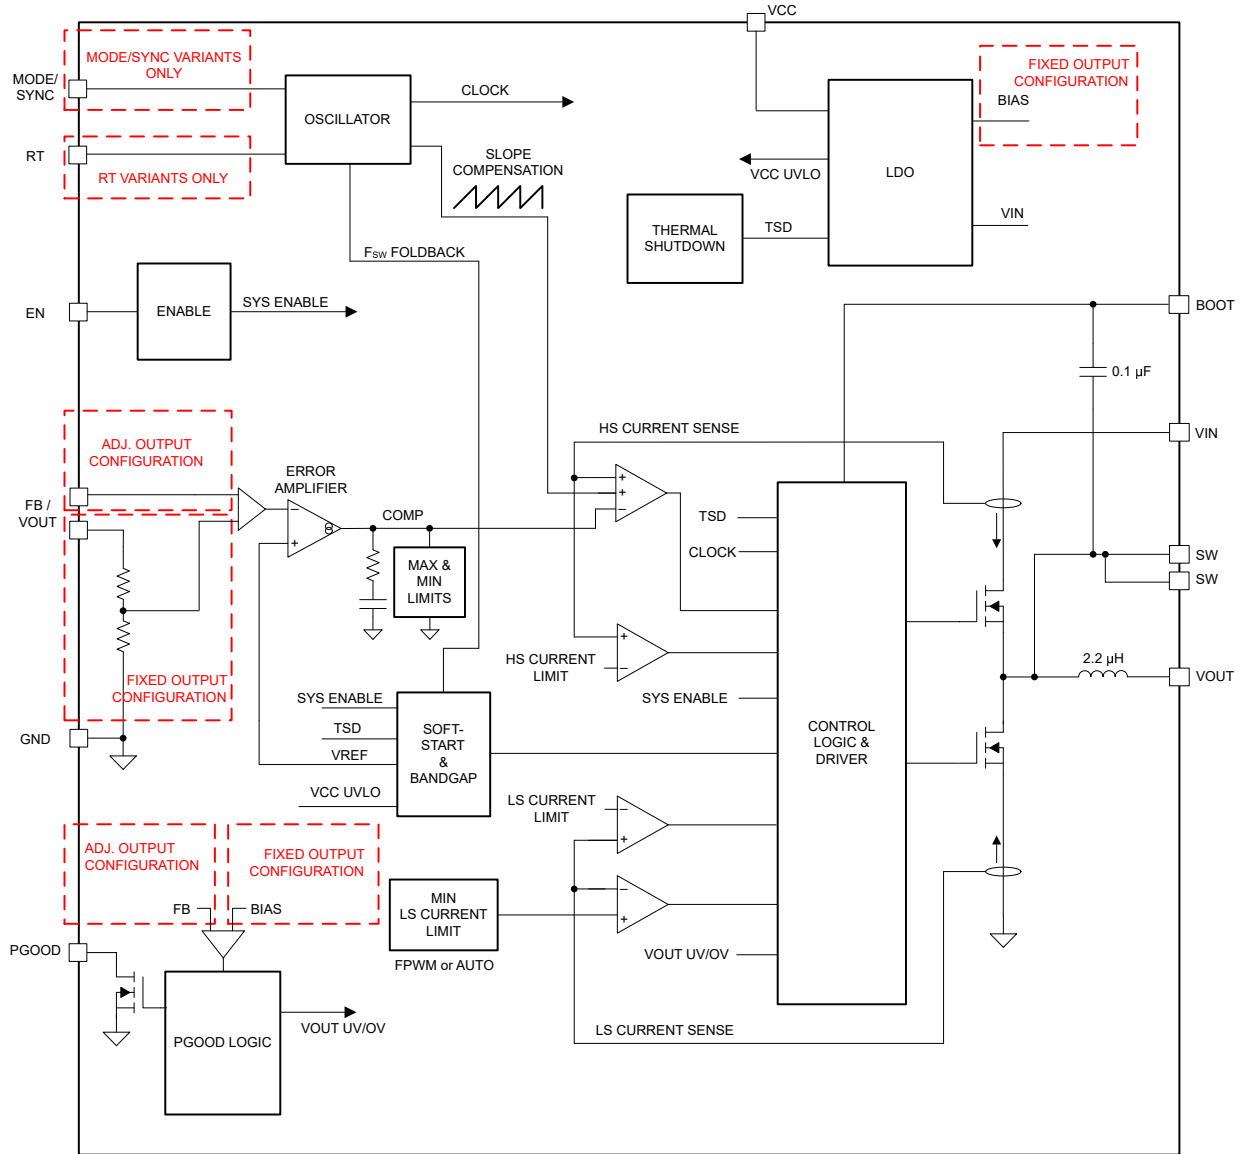 VCC
MODE/SYNC VARIANTS
ONLY
MODE/
SYNC
OSCILLATOR
CLOCK
FIXED OUTPUT
CONFIGURATION
BIAS
RT
RT VARIANTS ONLY
SLOPE
COMPENSATION
VCC UVLO
LDO
THERMAL
SHUTDOWN
TSD
VIN
FSW FOLDBACK
EN
ENABLE
SYS ENABLE
BOOT
0.1 µF
ADJ. OUTPUT
CONFIGURATION
HS CURRENT SENSE
VIN
ERROR
AMPLIFIER
FB /
VOUT
+
+
−
−
+
COMP
TSD
CLOCK
MAX &
MIN
LIMITS
SW
SW
+
−
HS CURRENT
LIMIT
2.2 µH
VOUT
FIXED OUTPUT
CONFIGURATION
SYS ENABLE
SYS ENABLE
GND
TSD
VREF
VCC UVLO
SOFT-
START
&
BANDGAP
CONTROL
LOGIC &
DRIVER
LS CURRENT
LIMIT
−
+
ADJ. OUTPUT
CONFIGURATION
FIXED OUTPUT
CONFIGURATION
FB
BIAS
MIN
LS CURRENT
LIMIT
−
+
FPWM or AUTO
VOUT UV/OV
PGOOD
PGOOD LOGIC
VOUT UV/OV
LS CURRENT SENSE